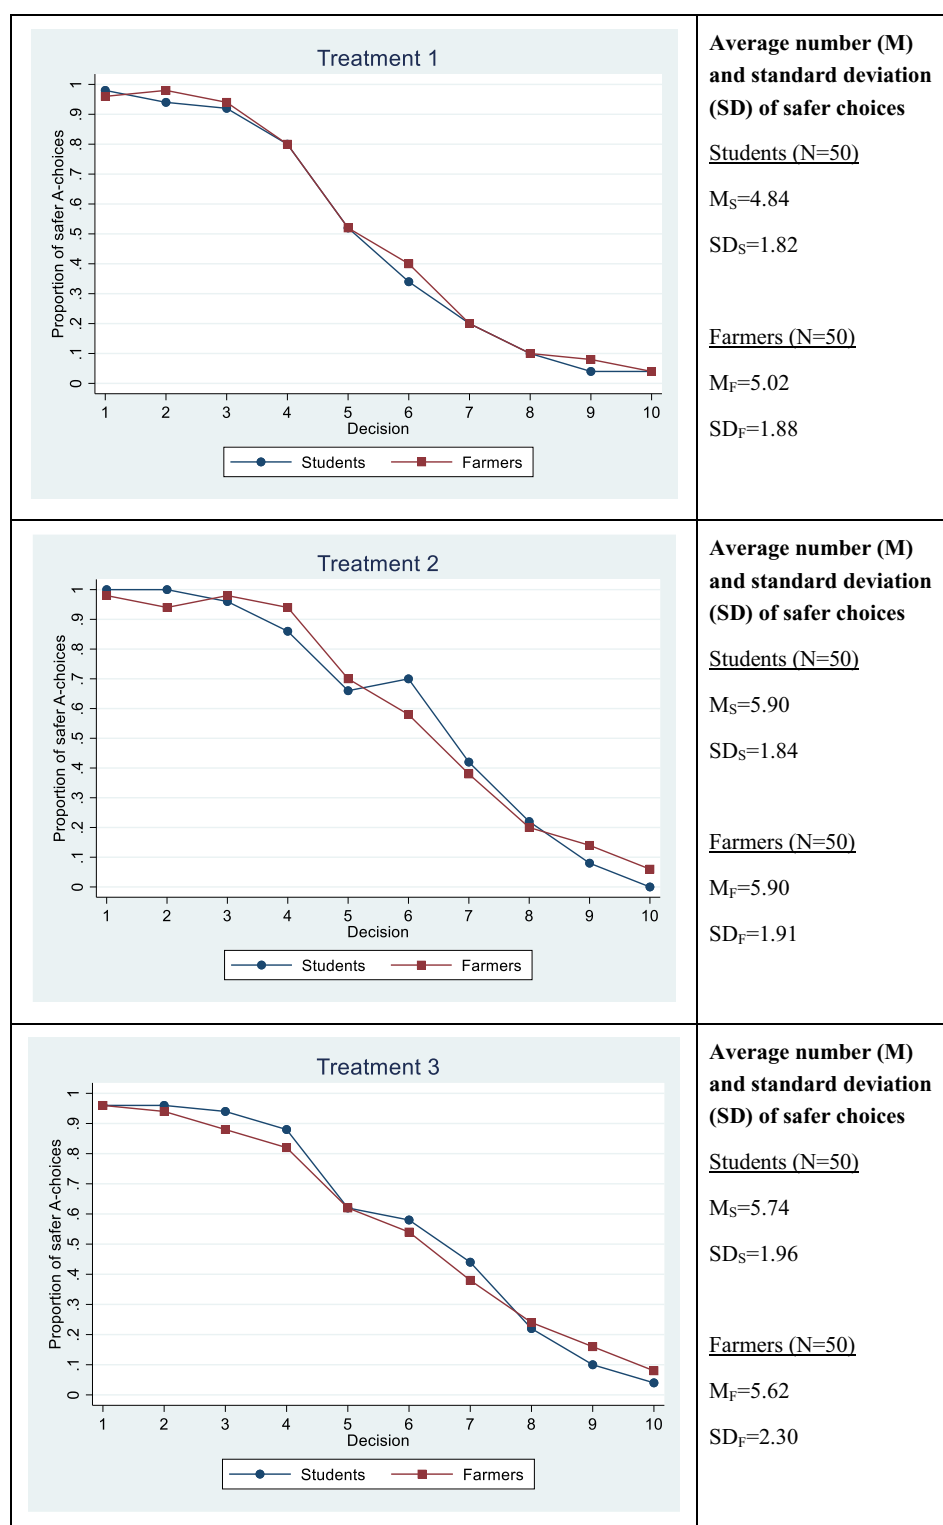 Treatment 1
Proportion of safer A-choices
1
.9
.8
.7
.6
.5
.4
.3
.2
.1
0
1 2 3 4 5 6 7 8 9 10
Decision
Students Farmers
Average number (M)
and standard deviation
(SD) of safer choices
Students (N=50)
MS=4.84
SDS=1.82
Farmers (N=50)
MF=5.02
SDF=1.88
Treatment 2
Proportion of safer A-choices
1
.9
.8
.7
.6
.5
.4
.3
.2
.1
0
1 2 3 4 5 6 7 8 9 10
Decision
Students Farmers
Average number (M)
and standard deviation
(SD) of safer choices
Students (N=50)
MS=5.90
SDS=1.84
Farmers (N=50)
MF=5.90
SDF=1.91
Treatment 3
Proportion of safer A-choices
1
.9
.8
.7
.6
.5
.4
.3
.2
.1
0
1 2 3 4 5 6 7 8 9 10
Decision
Students Farmers
Average number (M)
and standard deviation
(SD) of safer choices
Students (N=50)
MS=5.74
SDS=1.96
Farmers (N=50)
MF=5.62
SDF=2.30